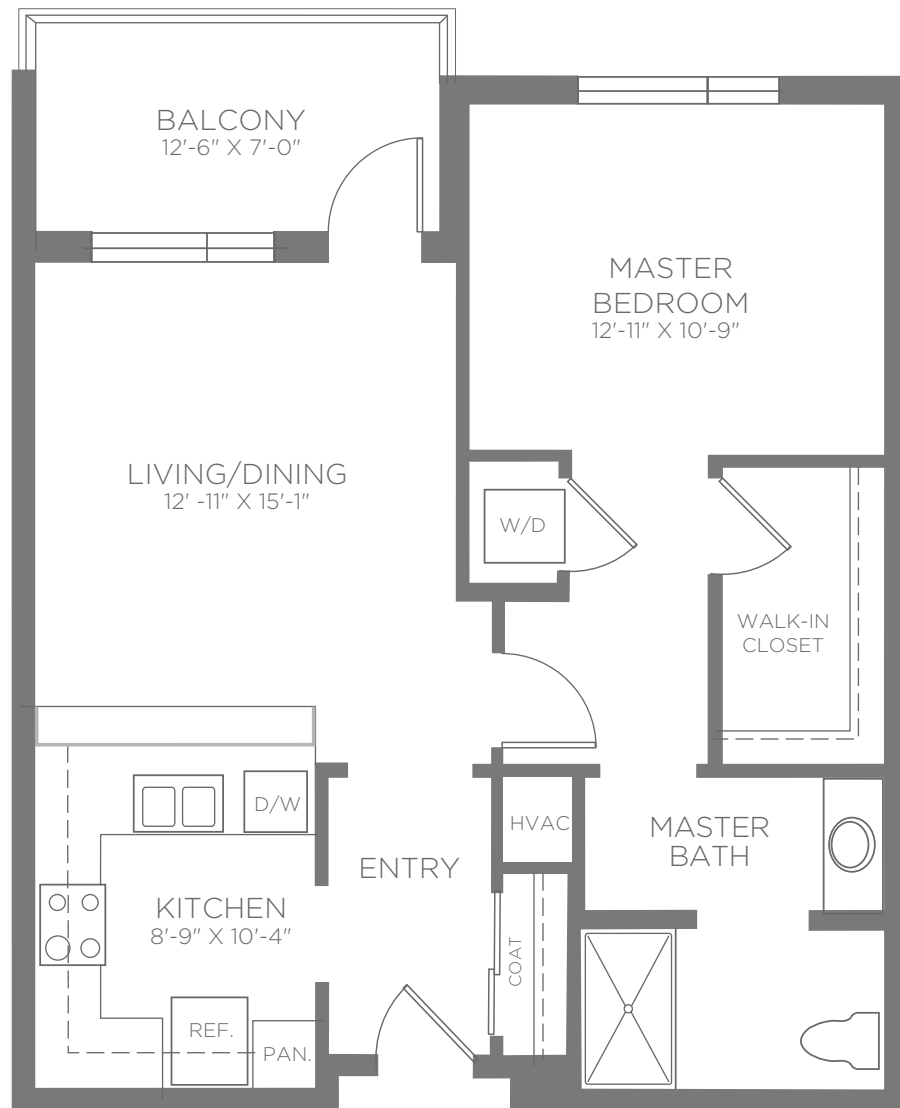 BALCONY
12'-6" X 7'-0"
MASTER
BEDROOM
12'-11" X 10'-9"
LIVING/DINING
12' -11" X 15'-1"
W/D
WALK-IN
CLOSET
D/W
HVAC
MASTER
BATH
ENTRY
KITCHEN
8'-9" X 10'-4"
COAT
REF.
PAN.